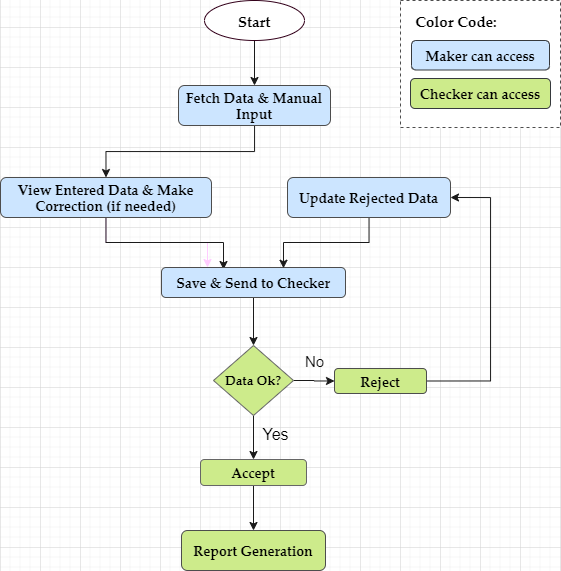 Start
Color Code:
Maker can access
Checker can access
Fetch Data & Manual
Input
View Entered Data & Make
Correction (if needed)
Update Rejected Data
Save & Send to Checker
Data Ok?
No
Reject
Yes
Accept
Report Generation